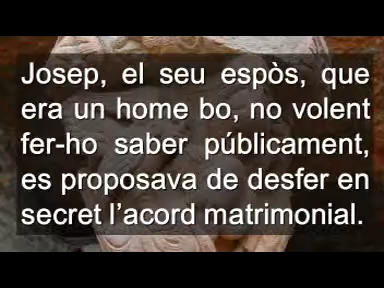 Josep, el seu espòs, que
era un home bo, no volent
fer-ho saber públicament,
es proposava de desfer en
secret l’acord matrimonial.